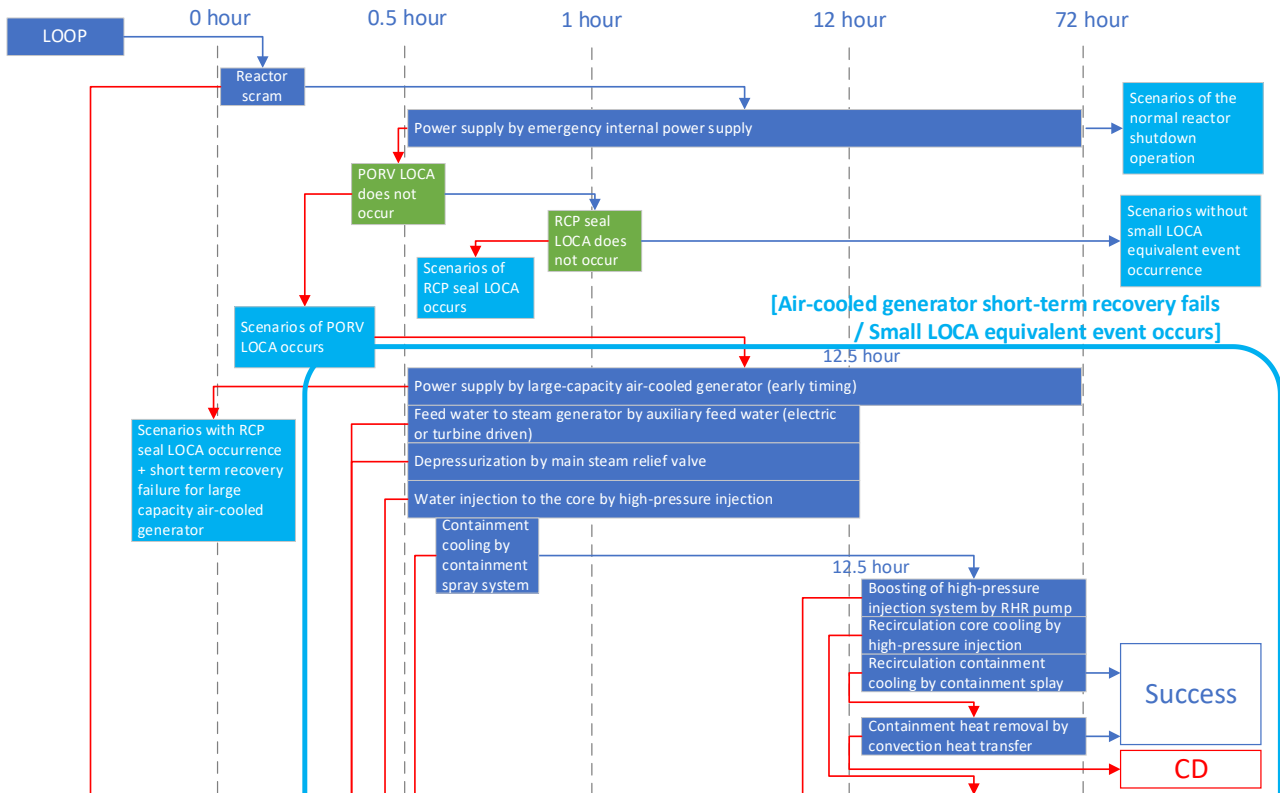 0 hour
0.5 hour
1 hour
12 hour
72 hour
LOOP
Reactor
scram
Power supply by emergency internal power supply
Scenarios of the
normal reactor
shutdown
operation
PORV LOCA
does not
occur
RCP seal
LOCA does
not occur
Scenarios without
small LOCA
equivalent event
occurrence
Scenarios of
RCP seal LOCA
occurs
[Air-cooled generator short-term recovery fails
/ Small LOCA equivalent event occurs]
Scenarios of PORV
LOCA occurs
12.5 hour
Power supply by large-capacity air-cooled generator (early timing)
Feed water to steam generator by auxiliary feed water (electric
or turbine driven)
Depressurization by main steam relief valve
Water injection to the core by high-pressure injection
Scenarios with RCP
seal LOCA occurrence
+ short term recovery
failure for large
capacity air-cooled
generator
Containment
cooling by
containment
spray system
12.5 hour
Boosting of high-pressure
injection system by RHR pump
Recirculation core cooling by
high-pressure injection
Recirculation containment
cooling by containment splay
Containment heat removal by
convection heat transfer
Success
CD